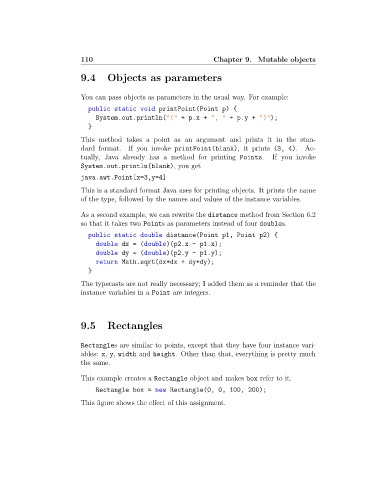 110 Chapter 9. Mutable objects
9.4 Objects as parameters
You can pass objects as parameters in the usual way. For example:
public static void printPoint(Point p) {
System.out.println("(" + p.x + ", " + p.y + ")");
}
This method takes a point as an argument and prints it in the stan-
dard format. If you invoke printPoint(blank), it prints (3, 4). Ac-
tually, Java already has a method for printing Points. If you invoke
System.out.println(blank), you get
java.awt.Point[x=3,y=4]
This is a standard format Java uses for printing objects. It prints the name
of the type, followed by the names and values of the instance variables.
As a second example, we can rewrite the distance method from Section 6.2
so that it takes two Points as parameters instead of four doubles.
public static double distance(Point p1, Point p2) {
double dx = (double)(p2.x - p1.x);
double dy = (double)(p2.y - p1.y);
return Math.sqrt(dx*dx + dy*dy);
}
The typecasts are not really necessary; I added them as a reminder that the
instance variables in a Point are integers.
9.5 Rectangles
Rectangles are similar to points, except that they have four instance vari-
ables: x, y, width and height. Other than that, everything is pretty much
the same.
This example creates a Rectangle object and makes box refer to it.
Rectangle box = new Rectangle(0, 0, 100, 200);
This figure shows the effect of this assignment.